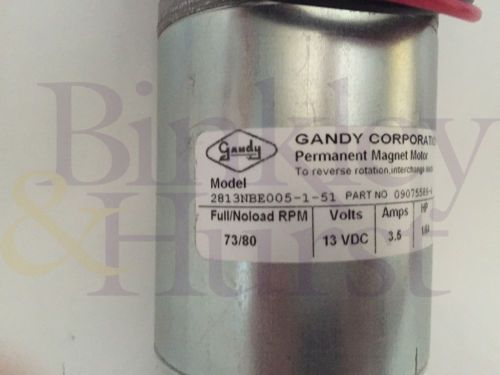 Gandy
GANDY CORPORATIO
Permanent Magnet Motor
To reverse rotation, interchange
Model
2813NBE005-1-51 PART NO
Full/Noload RPM Volts Amps HP
73/80 13 VDC 3.5
Binkley
& Hurst